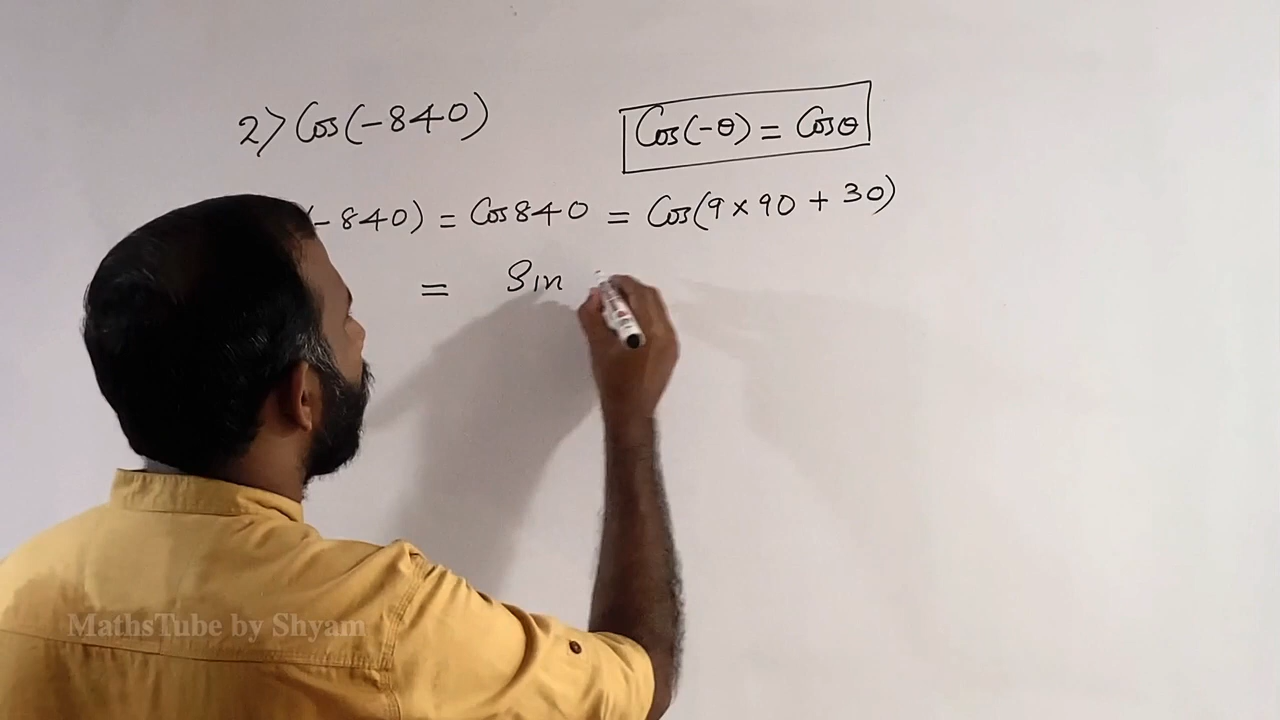 2) Cos(-840)
Cos(-θ) = Cosθ
(-840) = Cos840 = Cos(9×90 + 30)
= Sin
MathsTube by Shyam